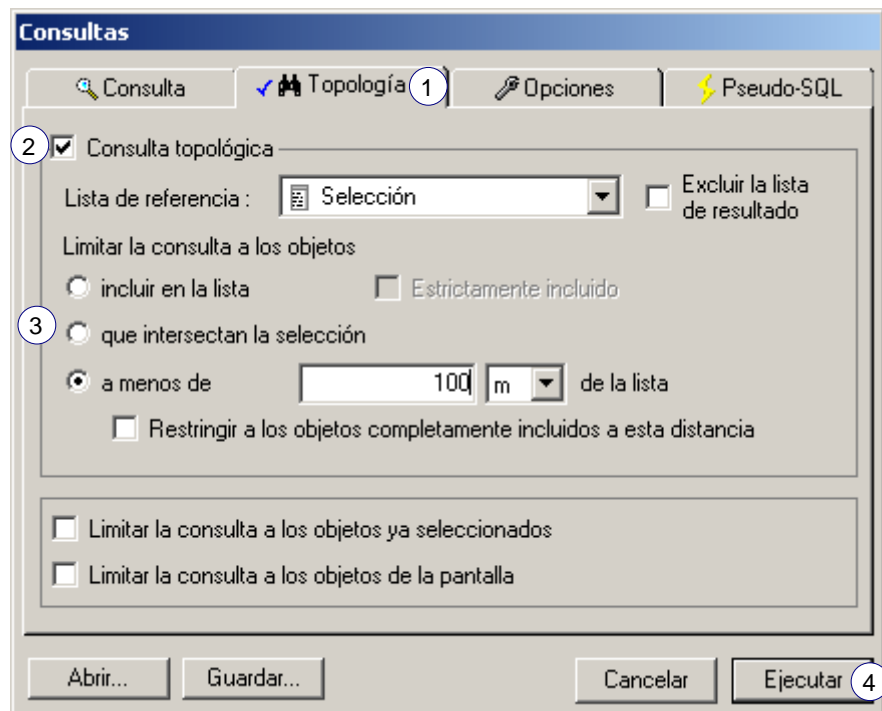 Consultas
Consulta
Topología
1
Opciones
Pseudo-SQL
2
Consulta topológica
Lista de referencia :
Selección
Excluir la lista
de resultado
Limitar la consulta a los objetos
incluir en la lista
Estrictamente incluido
3
que intersectan la selección
a menos de
100
m
de la lista
Restringir a los objetos completamente incluidos a esta distancia
Limitar la consulta a los objetos ya seleccionados
Limitar la consulta a los objetos de la pantalla
Abrir...
Guardar...
Cancelar
Ejecutar
4